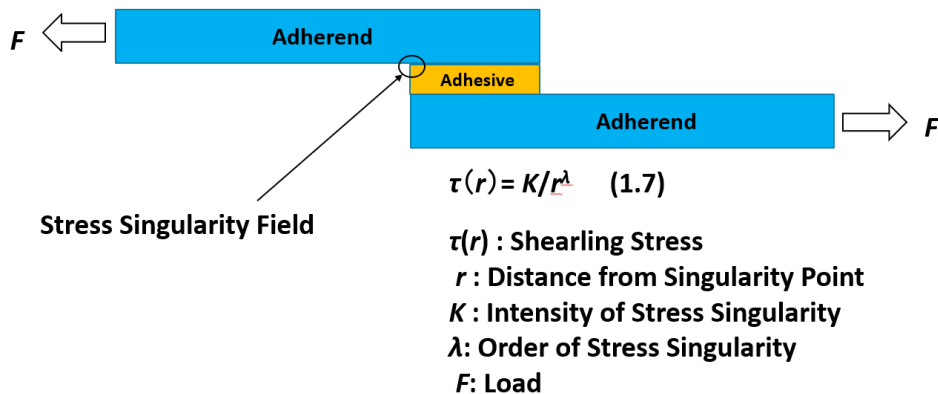 Adherend
F
Adhesive
Adherend
F
τ(r) = K/r^λ (1.7)
Stress Singularity Field
τ(r) : Shearling Stress
r : Distance from Singularity Point
K : Intensity of Stress Singularity
λ: Order of Stress Singularity
F: Load